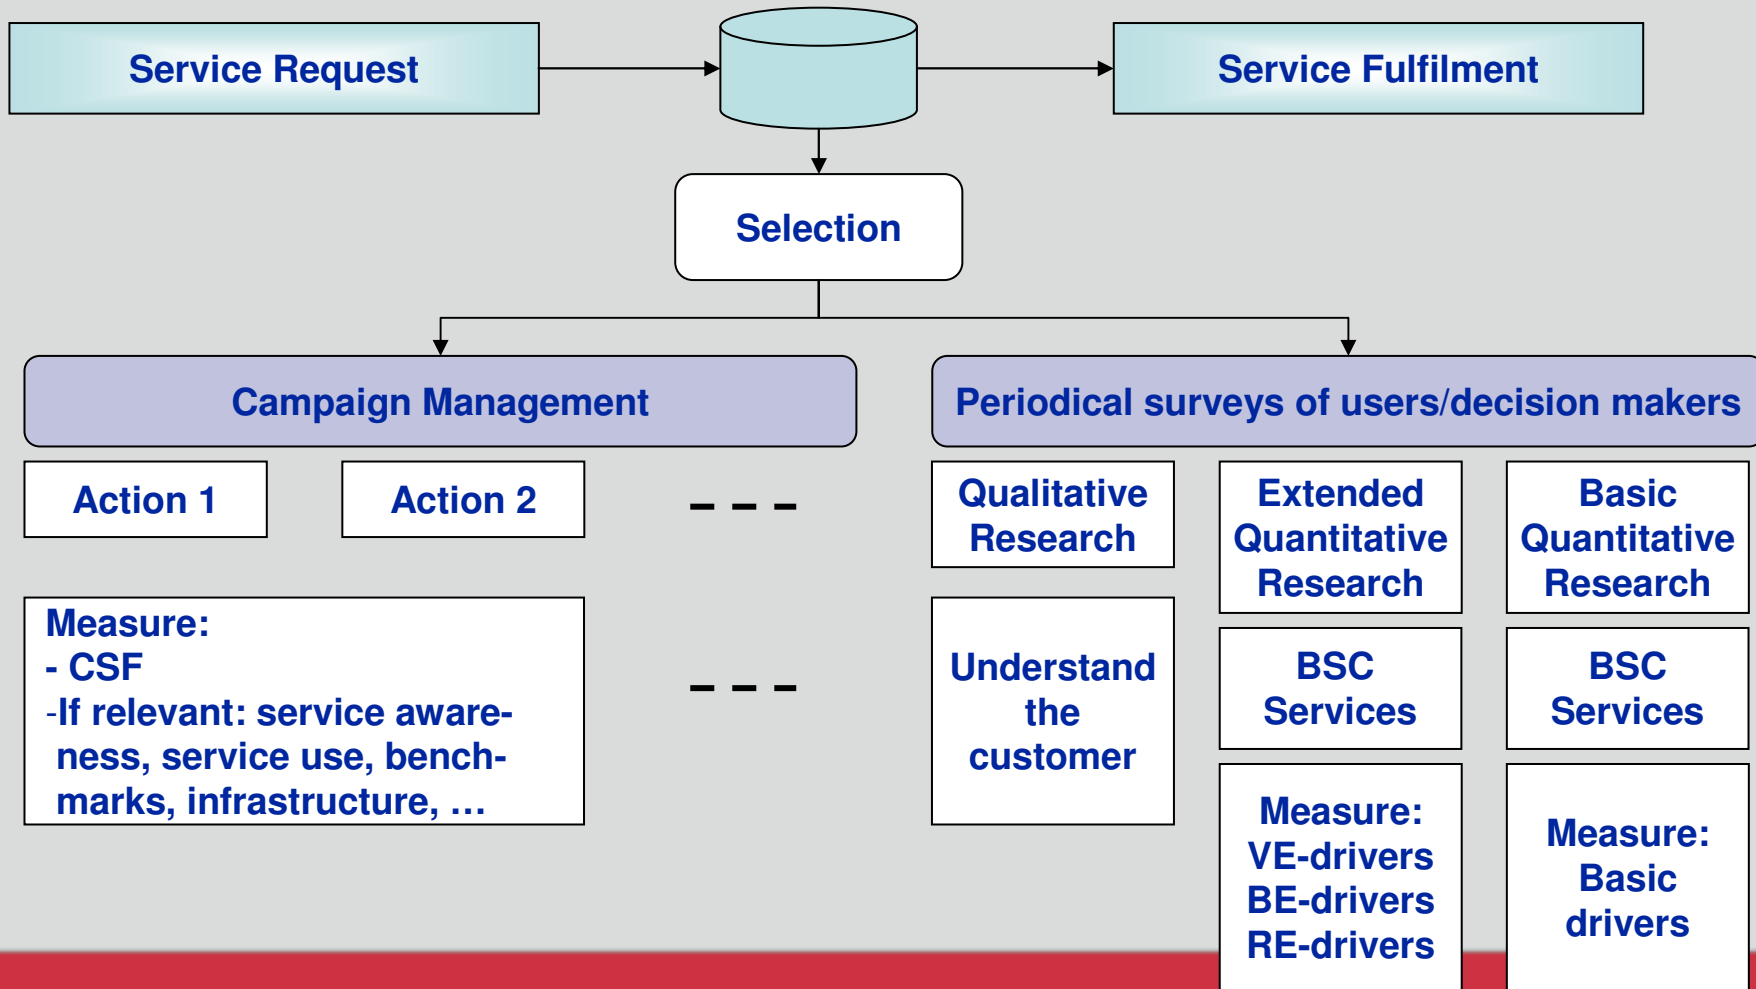 Service Request
Service Fulfilment
Selection
Campaign Management
Periodical surveys of users/decision makers
Action 1
Action 2
- - -
Qualitative
Research
Extended
Quantitative
Research
Basic
Quantitative
Research
Measure:
- CSF
-If relevant: service aware-
ness, service use, bench-
marks, infrastructure, …
- - -
Understand
the
customer
BSC
Services
BSC
Services
Measure:
VE-drivers
BE-drivers
RE-drivers
Measure:
Basic
drivers